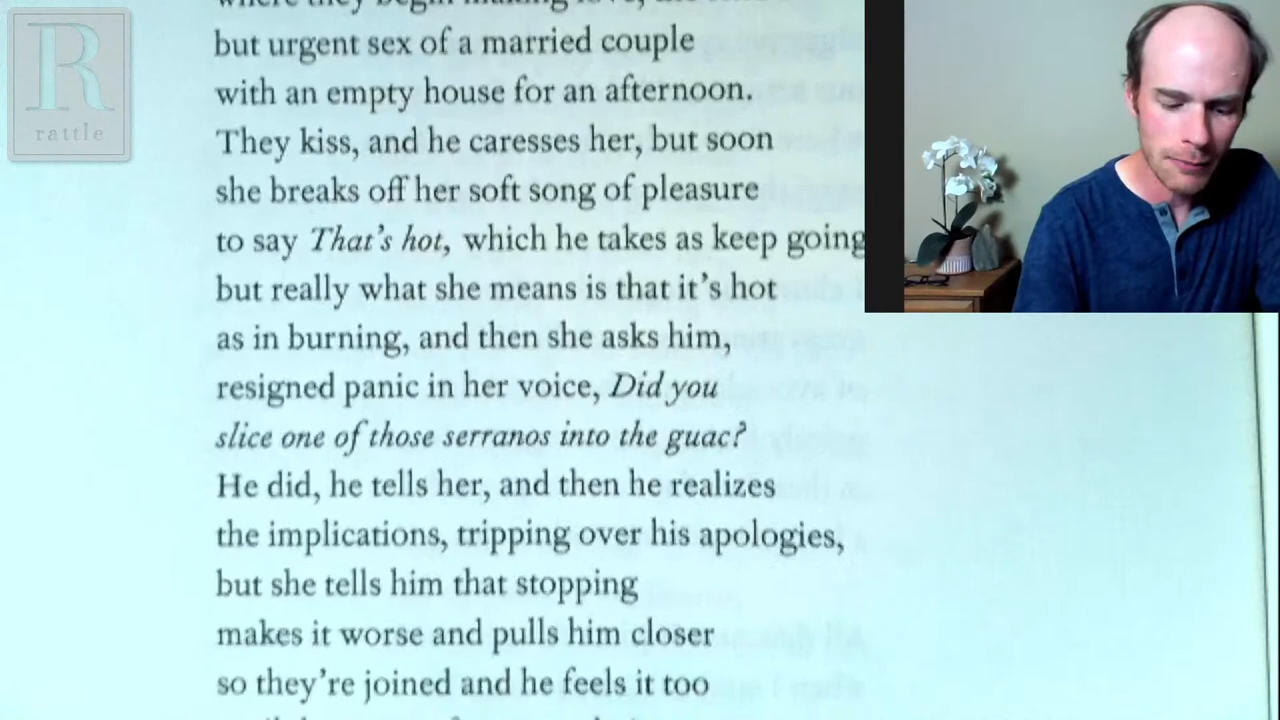 R
rattle
but urgent sex of a married couple
with an empty house for an afternoon.
They kiss, and he caresses her, but soon
she breaks off her soft song of pleasure
to say That’s hot, which he takes as keep going
but really what she means is that it’s hot
as in burning, and then she asks him,
resigned panic in her voice, Did you
slice one of those serranos into the guac?
He did, he tells her, and then he realizes
the implications, tripping over his apologies,
but she tells him that stopping
makes it worse and pulls him closer
so they’re joined and he feels it too